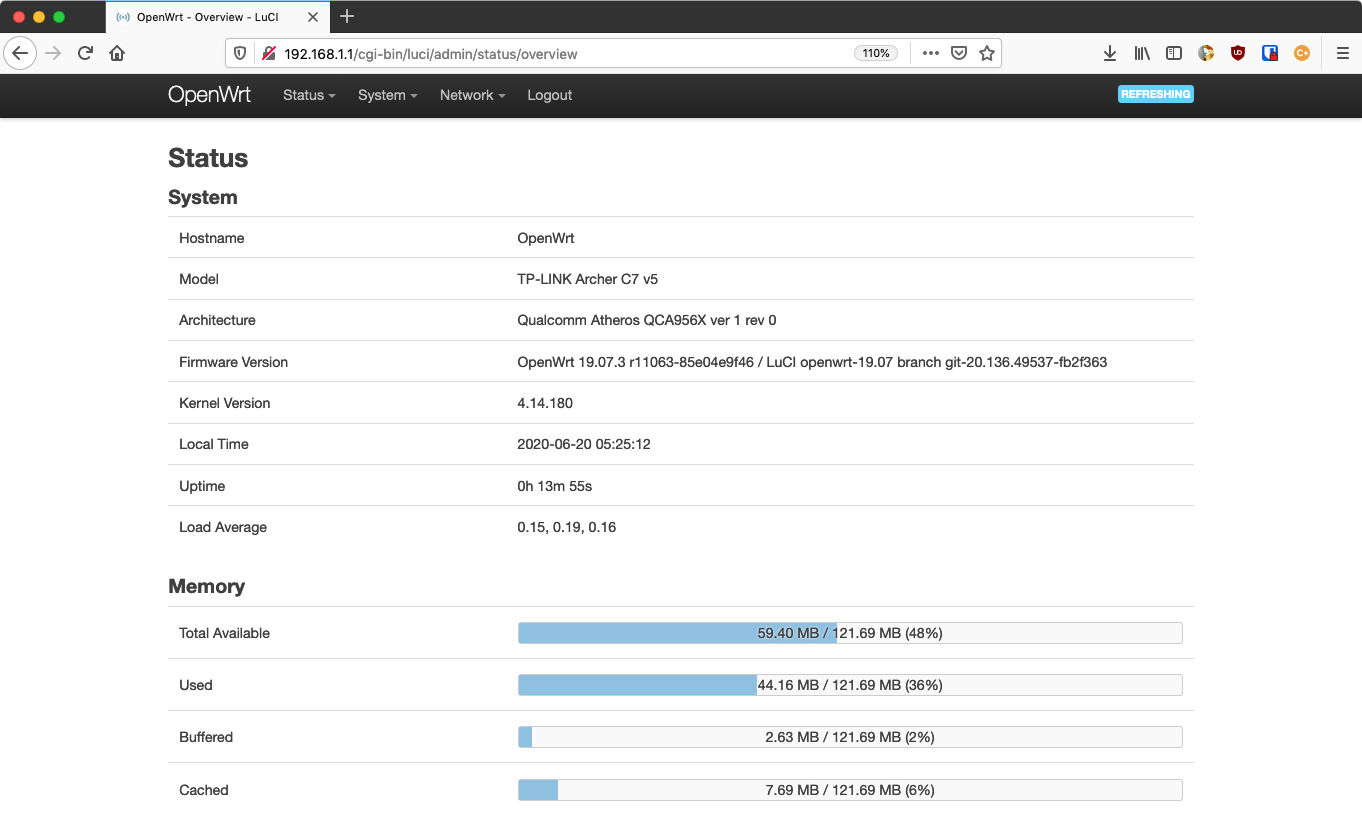 OpenWrt - Overview - LuCI
192.168.1.1/cgi-bin/luci/admin/status/overview 110%
OpenWrt Status System Network Logout REFRESHING
Status
System
Hostname OpenWrt
Model TP-LINK Archer C7 v5
Architecture Qualcomm Atheros QCA956X ver 1 rev 0
Firmware Version OpenWrt 19.07.3 r11063-85e04e9f46 / LuCI openwrt-19.07 branch git-20.136.49537-fb2f363
Kernel Version 4.14.180
Local Time 2020-06-20 05:25:12
Uptime 0h 13m 55s
Load Average 0.15, 0.19, 0.16
Memory
Total Available 59.40 MB / 121.69 MB (48%)
Used 44.16 MB / 121.69 MB (36%)
Buffered 2.63 MB / 121.69 MB (2%)
Cached 7.69 MB / 121.69 MB (6%)